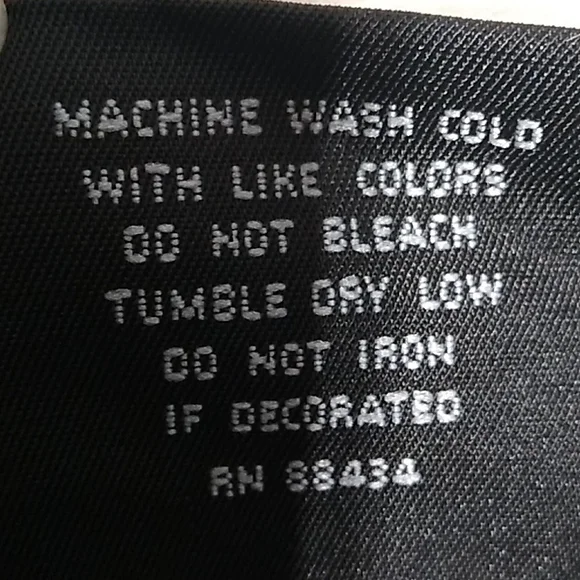 MACHINE WASH COLD
WITH LIKE COLORS
DO NOT BLEACH
TUMBLE DRY LOW
DO NOT IRON
IF DECORATED
RN 88434